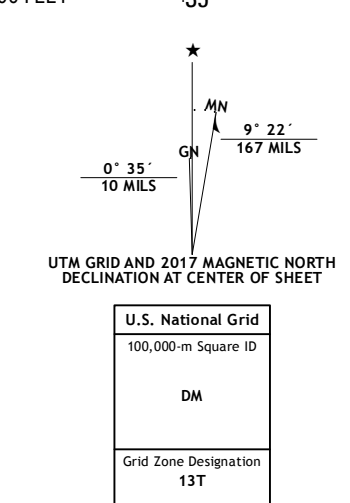 MN
9° 22´
GN
167 MILS
0° 35´
10 MILS
UTM GRID AND 2017 MAGNETIC NORTH
DECLINATION AT CENTER OF SHEET
U.S. National Grid
100,000-m Square ID
DM
Grid Zone Designation
13T